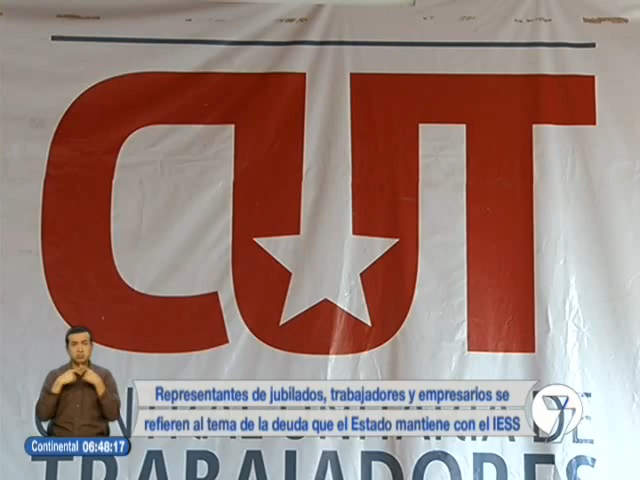 CUT
Representantes de jubilados, trabajadores y empresarios se
refieren al tema de la deuda que el Estado mantiene con el IESS
DE
Continental 06:48:17
TRABAJADORES